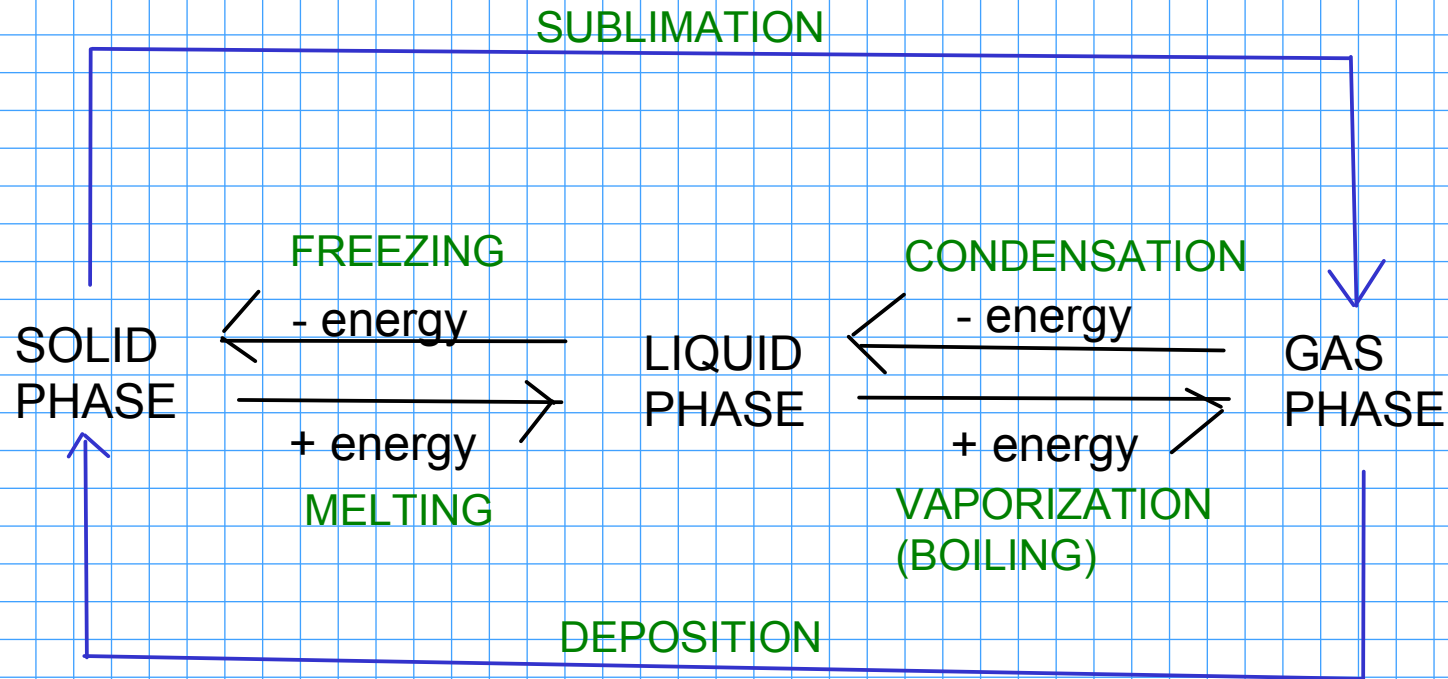 SUBLIMATION
FREEZING
- energy
CONDENSATION
- energy
SOLID
PHASE
LIQUID
PHASE
GAS
PHASE
+ energy
MELTING
+ energy
VAPORIZATION
(BOILING)
DEPOSITION